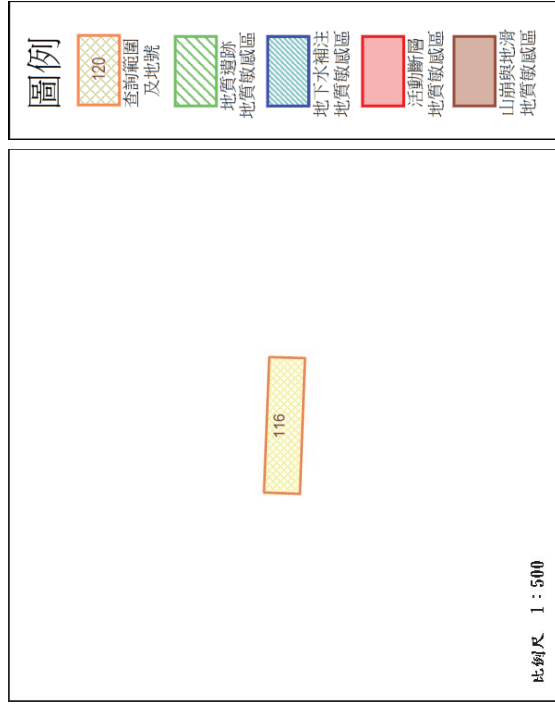 圖例
120
查詢範圍
及地號
地質遺跡
地質敏感區
地下水補注
地質敏感區
活動斷層
地質敏感區
山崩與地滑
地質敏感區
116
比例尺 1：500